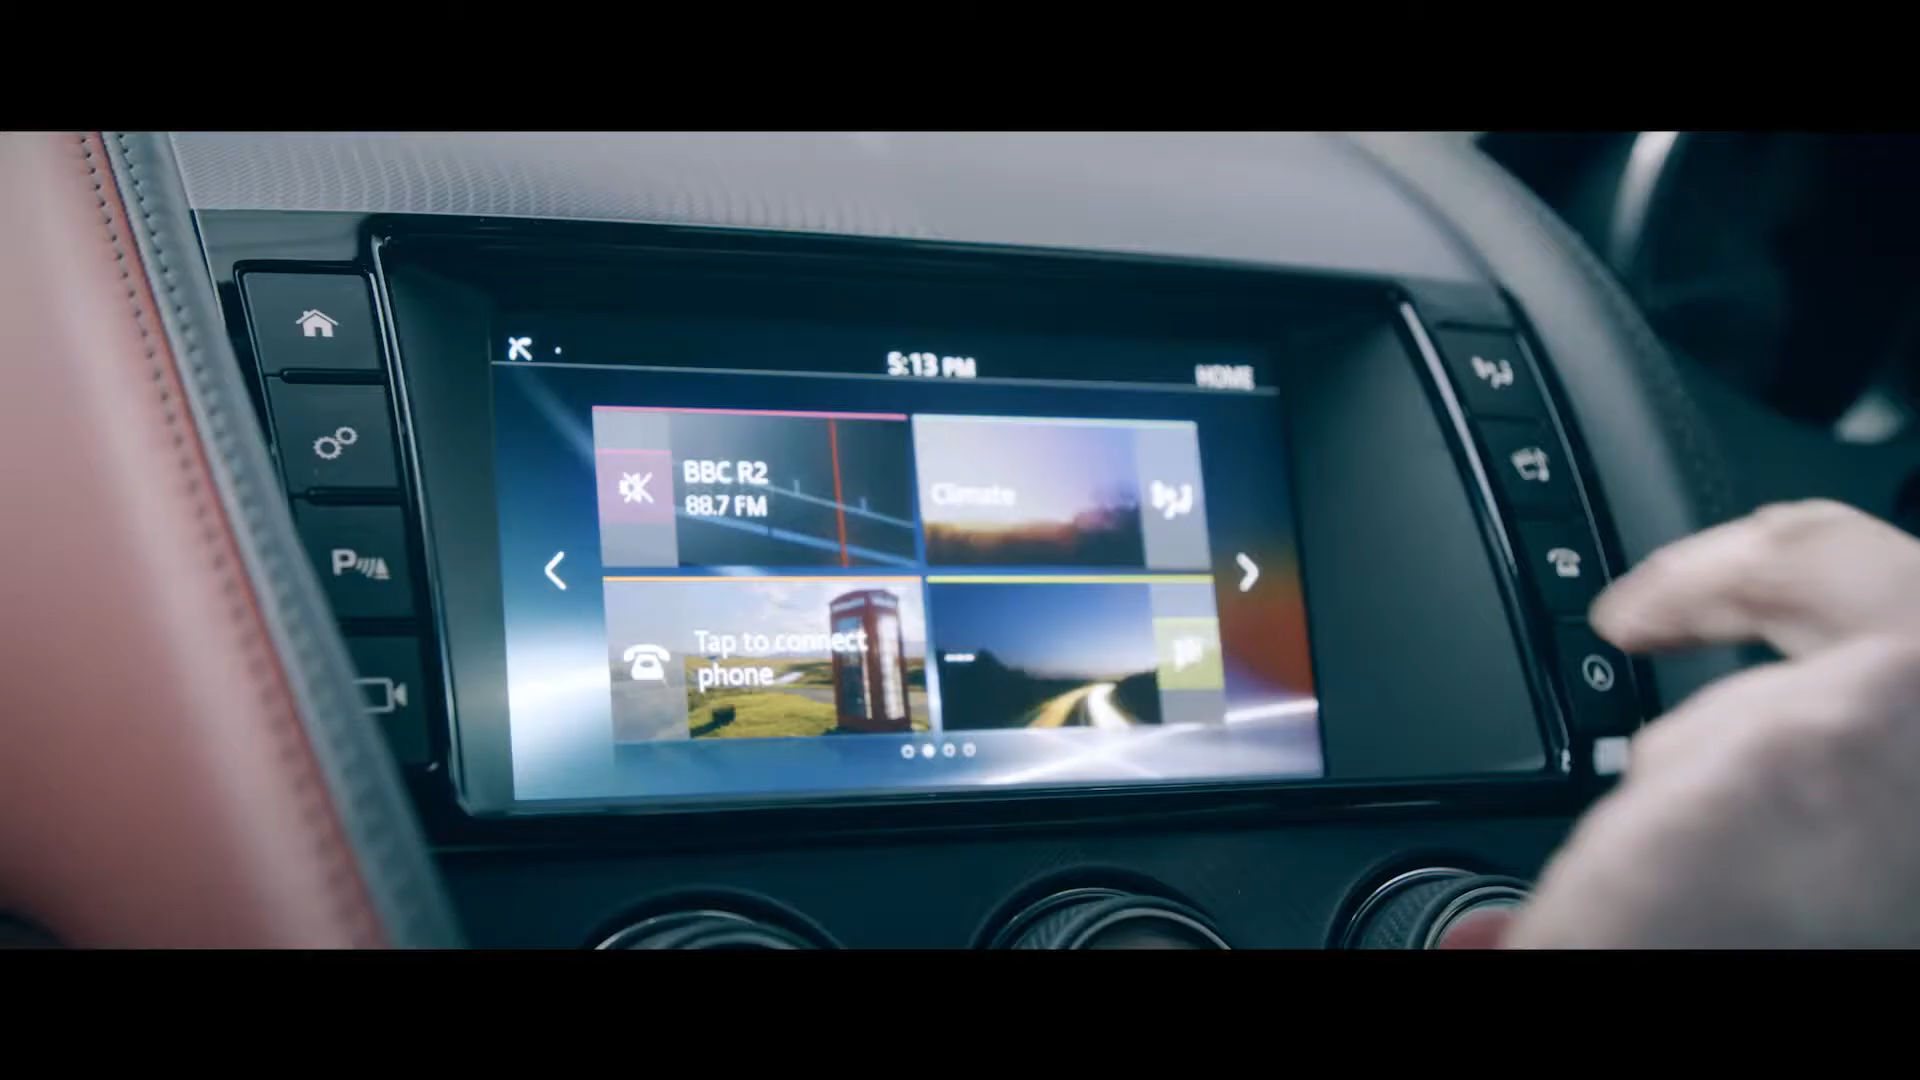 5:13 PM
HOME
BBC R2
88.7 FM
Climate
Tap to connect
phone
P